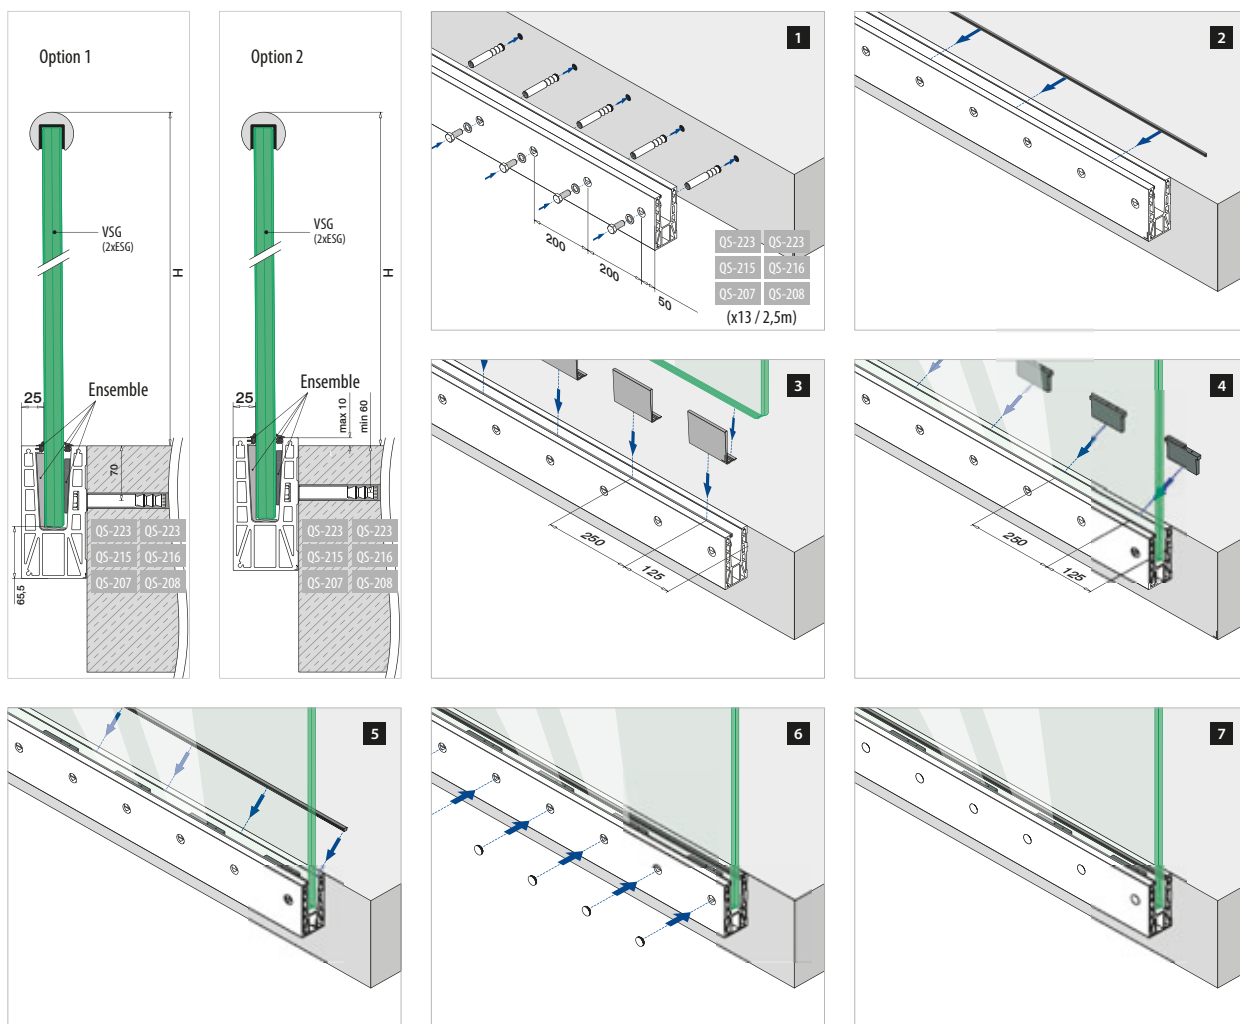 Option 1
VSG
(2xESG)
H
Ensemble
25
70
QS-223 QS-223
QS-215 QS-216
QS-207 QS-208
65,5
Option 2
VSG
(2xESG)
H
Ensemble
25
max 10
min 60
QS-223 QS-223
QS-215 QS-216
QS-207 QS-208
1
200
200
50
QS-223 QS-223
QS-215 QS-216
QS-207 QS-208
(x13 / 2,5m)
2
3
250
125
4
250
125
5
6
7